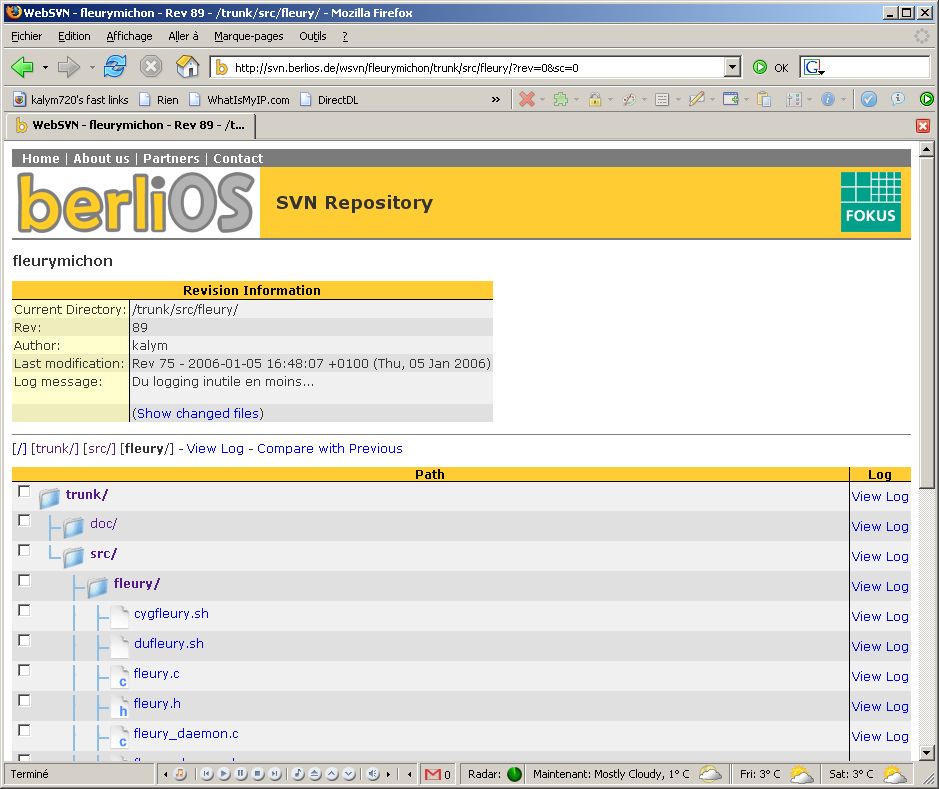 WebSVN - fleurymichon - Rev 89 - /trunk/src/fleury/ - Mozilla Firefox
Fichier Edition Affichage Aller à Marque-pages Outils ?
http://svn.berlios.de/wsvn/fleurymichon/trunk/src/fleury/?rev=0&sc=0 OK G
kalym720's fast links Rien WhatIsMyIP.com DirectDL »
WebSVN - fleurymichon - Rev 89 - /t...
Home | About us | Partners | Contact
berliOS SVN Repository FOKUS
fleurymichon
Revision Information
Current Directory: /trunk/src/fleury/
Rev: 89
Author: kalym
Last modification: Rev 75 - 2006-01-05 16:48:07 +0100 (Thu, 05 Jan 2006)
Log message: Du logging inutile en moins...
(Show changed files)
[/] [trunk/] [src/] [fleury/] - View Log - Compare with Previous
Path Log
trunk/ View Log
doc/ View Log
src/ View Log
fleury/ View Log
cygfleury.sh View Log
dufleury.sh View Log
fleury.c View Log
fleury.h View Log
fleury_daemon.c View Log
Terminé 0 Radar: Maintenant: Mostly Cloudy, 1° C Fri: 3° C Sat: 3° C